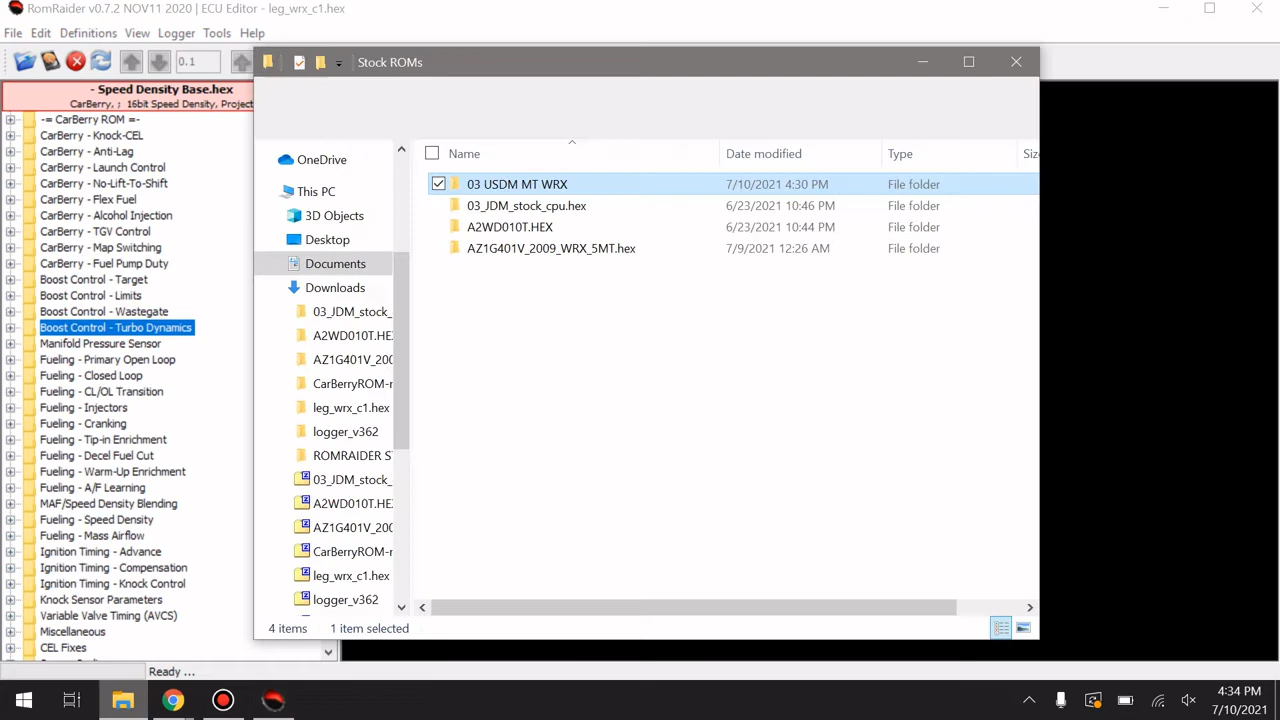 RomRaider v0.7.2 NOV11 2020 | ECU Editor - leg_wrx_c1.hex
File Edit Definitions View Logger Tools Help
0.1
- Speed Density Base.hex
CarBerry, ; 16bit Speed Density, Project
-= CarBerry ROM =-
CarBerry - Knock-CEL
CarBerry - Anti-Lag
CarBerry - Launch Control
CarBerry - No-Lift-To-Shift
CarBerry - Flex Fuel
CarBerry - Alcohol Injection
CarBerry - TGV Control
CarBerry - Map Switching
CarBerry - Fuel Pump Duty
Boost Control - Target
Boost Control - Limits
Boost Control - Wastegate
Boost Control - Turbo Dynamics
Manifold Pressure Sensor
Fueling - Primary Open Loop
Fueling - Closed Loop
Fueling - CL/OL Transition
Fueling - Injectors
Fueling - Cranking
Fueling - Tip-in Enrichment
Fueling - Decel Fuel Cut
Fueling - Warm-Up Enrichment
Fueling - A/F Learning
MAF/Speed Density Blending
Fueling - Speed Density
Fueling - Mass Airflow
Ignition Timing - Advance
Ignition Timing - Compensation
Ignition Timing - Knock Control
Knock Sensor Parameters
Variable Valve Timing (AVCS)
Miscellaneous
CEL Fixes
Ready ...
Stock ROMs
OneDrive
This PC
3D Objects
Desktop
Documents
Downloads
03_JDM_stock_
A2WD010T.HE
AZ1G401V_200
CarBerryROM-r
leg_wrx_c1.hex
logger_v362
ROMRAIDER S
03_JDM_stock_
A2WD010T.HE
AZ1G401V_200
CarBerryROM-r
leg_wrx_c1.hex
logger_v362
Name Date modified Type Siz
03 USDM MT WRX 7/10/2021 4:30 PM File folder
03_JDM_stock_cpu.hex 6/23/2021 10:46 PM File folder
A2WD010T.HEX 6/23/2021 10:44 PM File folder
AZ1G401V_2009_WRX_5MT.hex 7/9/2021 12:26 AM File folder
4 items 1 item selected
4:34 PM
7/10/2021